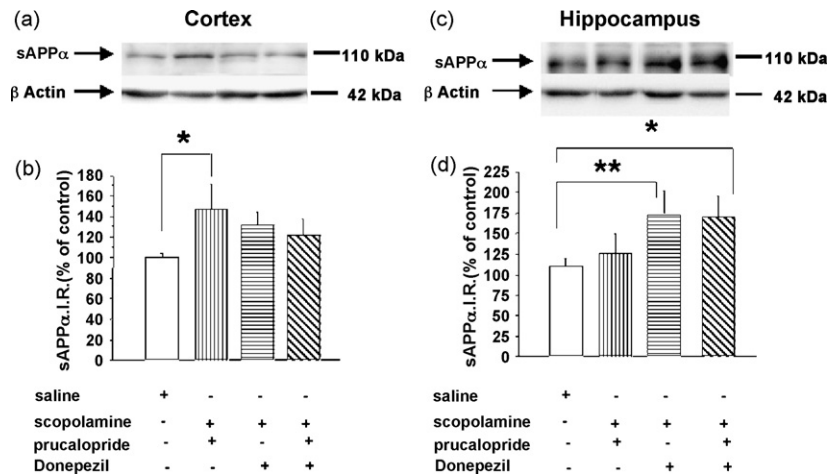 (a) Cortex
sAPPα 110 kDa
β Actin 42 kDa
(b)
*
sAPPα.I.R.(% of control)
180
160
140
120
100
80
60
40
20
0
saline + - - -
scopolamine - + + +
prucalopride - + - +
Donepezil - - + +
(c) Hippocampus
sAPPα 110 kDa
β Actin 42 kDa
(d)
*
**
sAPPα.I.R.(% of control)
225
200
175
150
125
100
75
50
25
0
saline + - - -
scopolamine - + + +
prucalopride - + - +
Donepezil - - + +